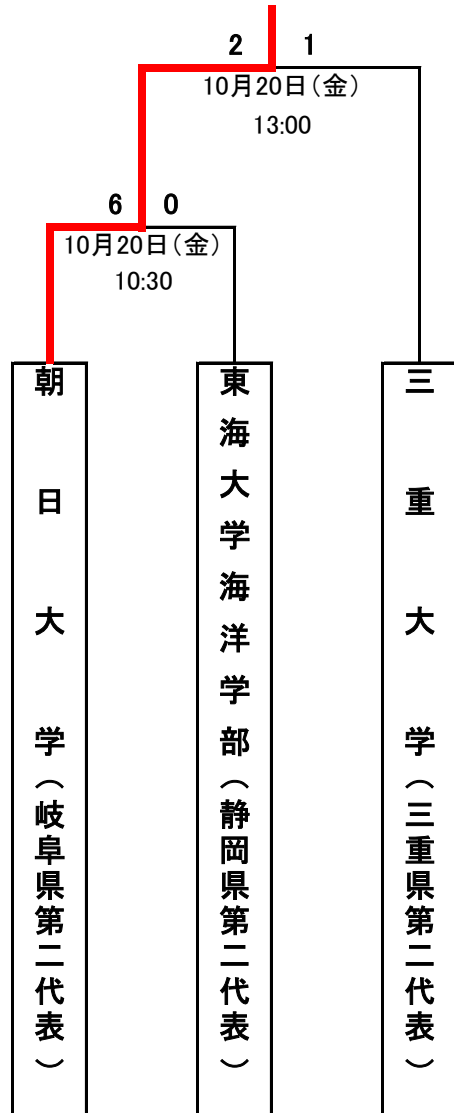 2 1
10月20日（金）
13:00
6 0
10月20日（金）
10:30
朝日大学（岐阜県第二代表）
東海大学海洋学部（静岡県第二代表）
三重大学（三重県第二代表）